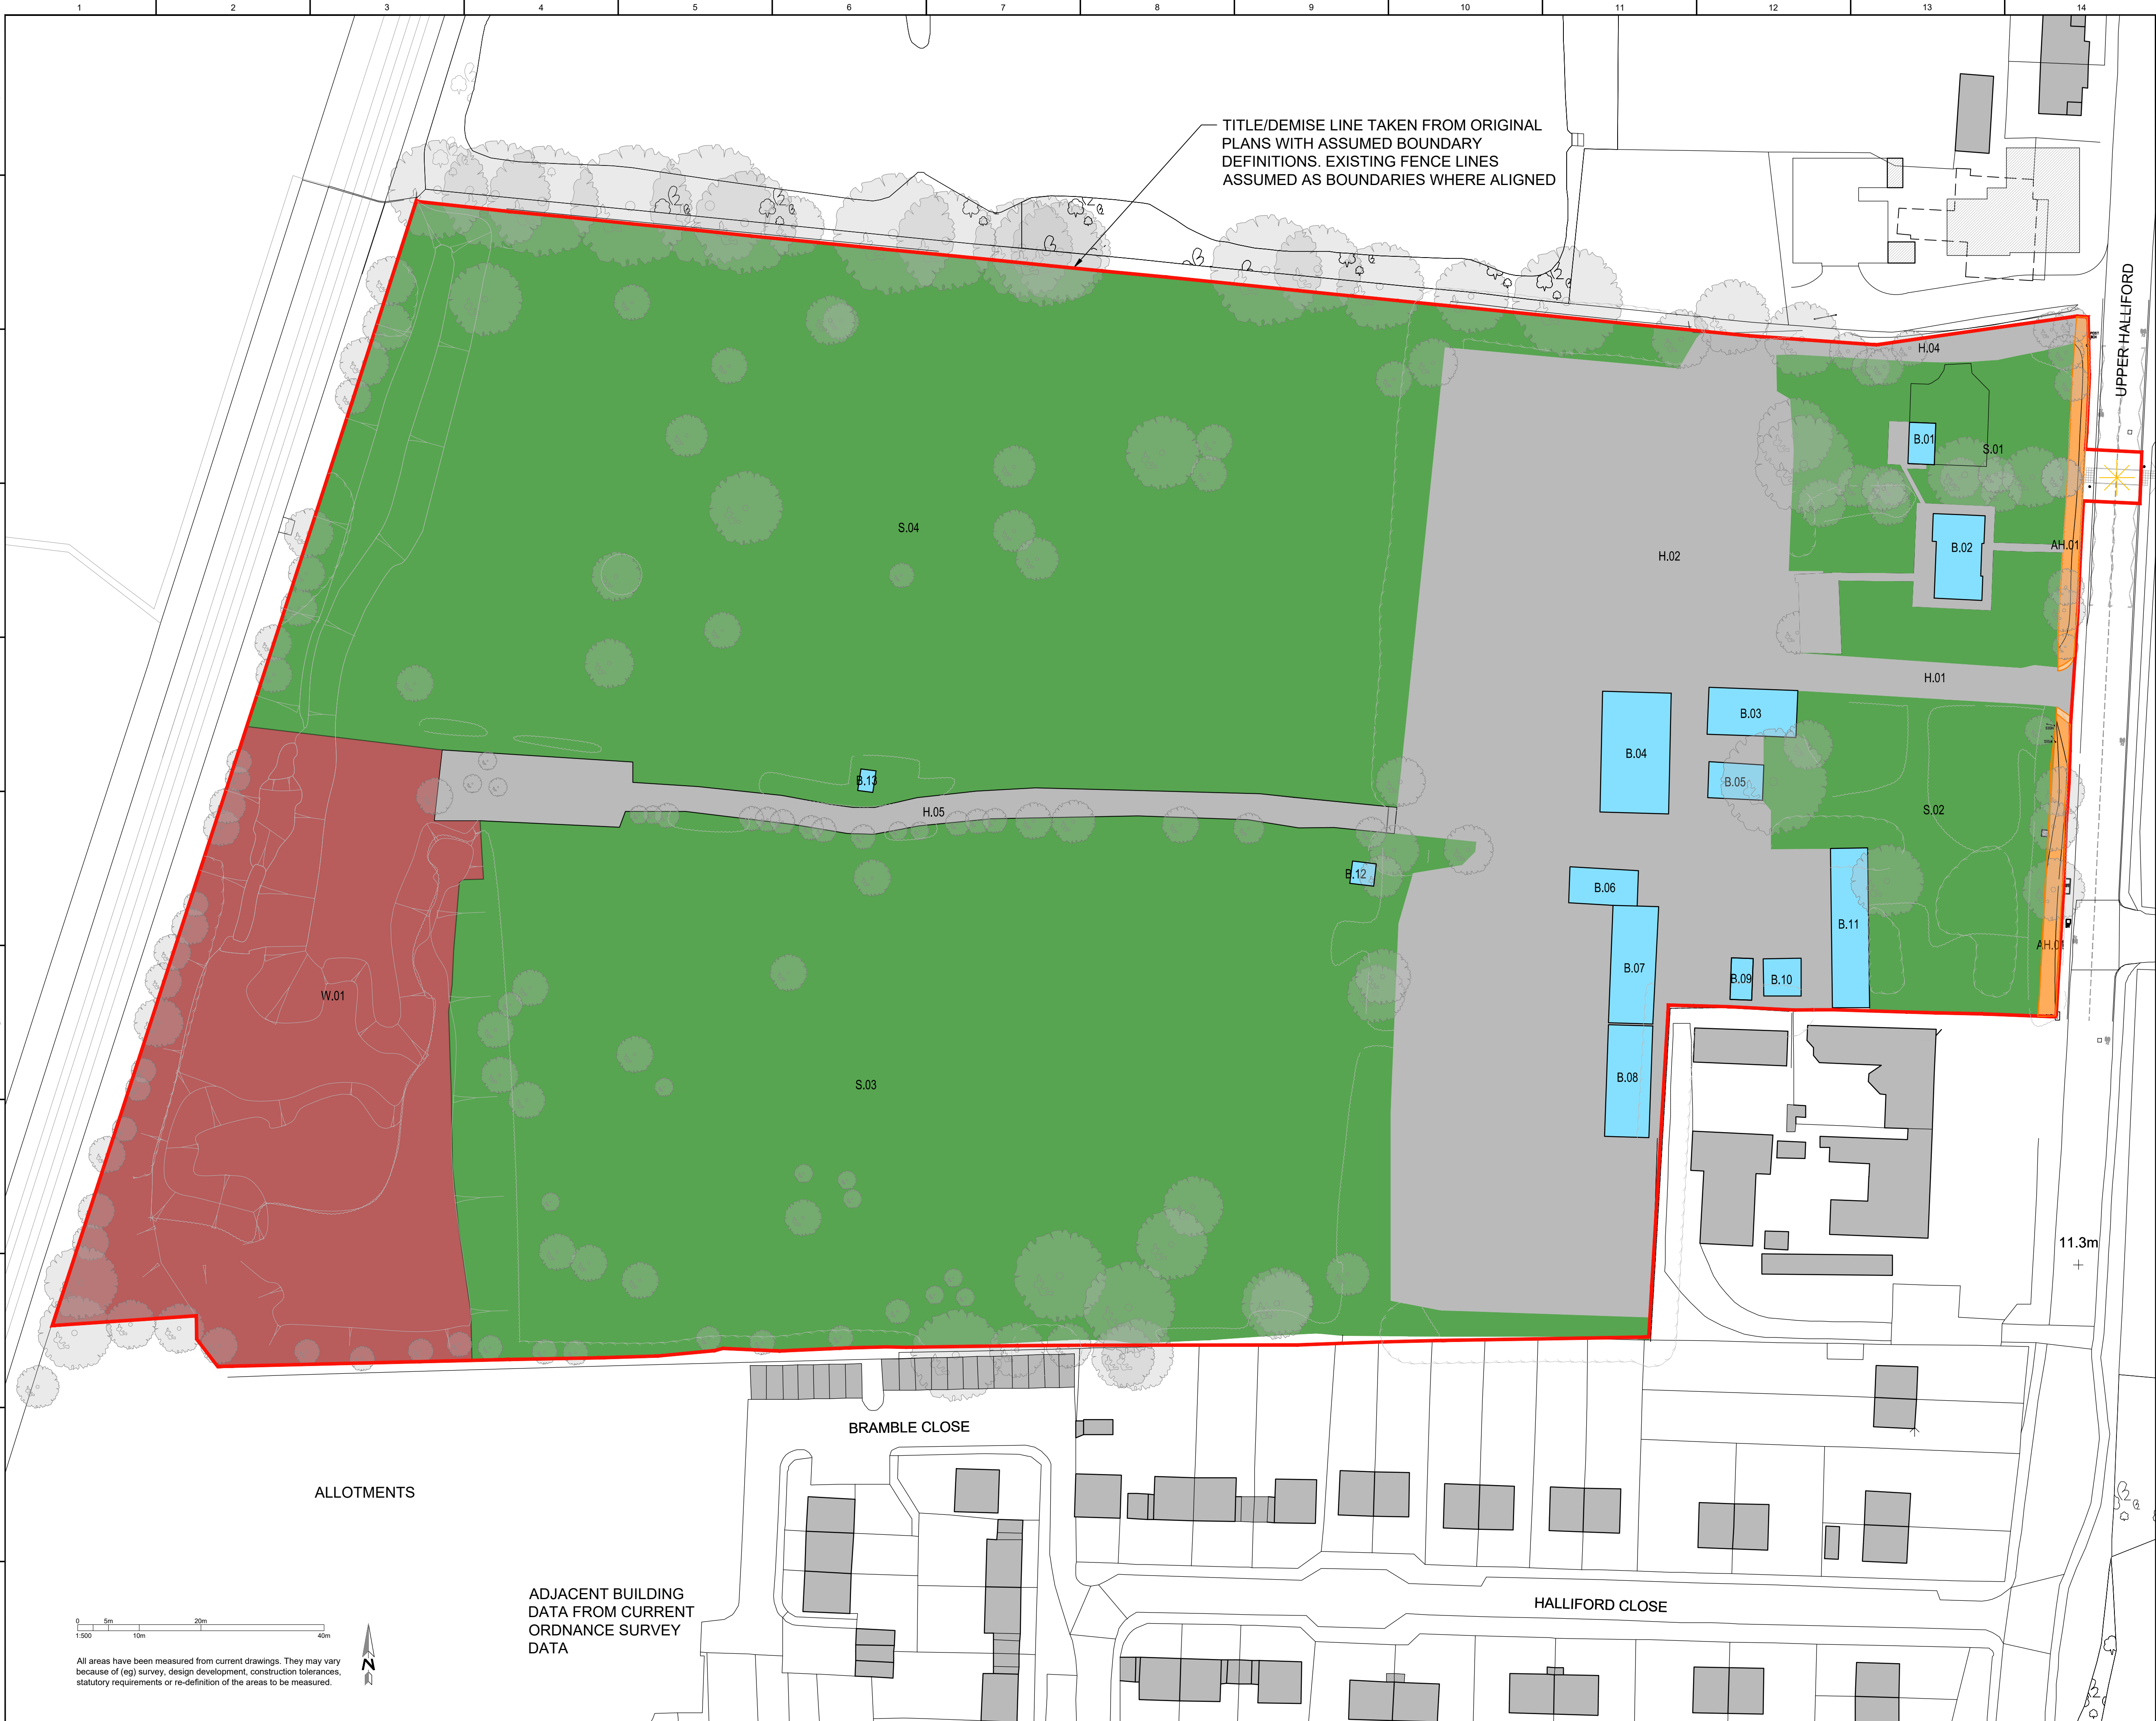 1 2 3 4 5 6 7 8 9 10 11 12 13 14
TITLE/DEMISE LINE TAKEN FROM ORIGINAL
PLANS WITH ASSUMED BOUNDARY
DEFINITIONS. EXISTING FENCE LINES
ASSUMED AS BOUNDARIES WHERE ALIGNED
UPPER HALLIFORD
H.04
B.01
S.01
S.04
H.02
B.02
AH.01
H.01
B.03
B.04
B.05
B.13
H.05
S.02
B.12
B.06
B.11
AH.01
B.07
B.09
B.10
W.01
B.08
S.03
11.3m
BRAMBLE CLOSE
ALLOTMENTS
ADJACENT BUILDING
DATA FROM CURRENT
ORDNANCE SURVEY
DATA
HALLIFORD CLOSE
0 5m 20m
1:500 10m 40m
N
All areas have been measured from current drawings. They may vary
because of (eg) survey, design development, construction tolerances,
statutory requirements or re-definition of the areas to be measured.